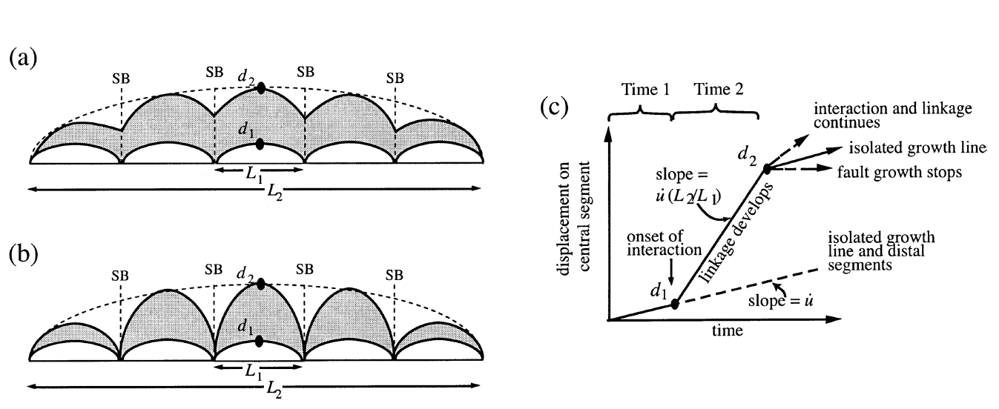 (a)
SB
SB
d2
SB
SB
d1
L1
L2
(b)
SB
SB
d2
SB
SB
d1
L1
L2
(c)
Time 1
Time 2
displacement on
central segment
interaction and linkage
continues
isolated growth line
fault growth stops
d2
slope =
u̇ (L2/L1)
linkage develops
onset of
interaction
d1
isolated growth
line and distal
segments
slope = u̇
time